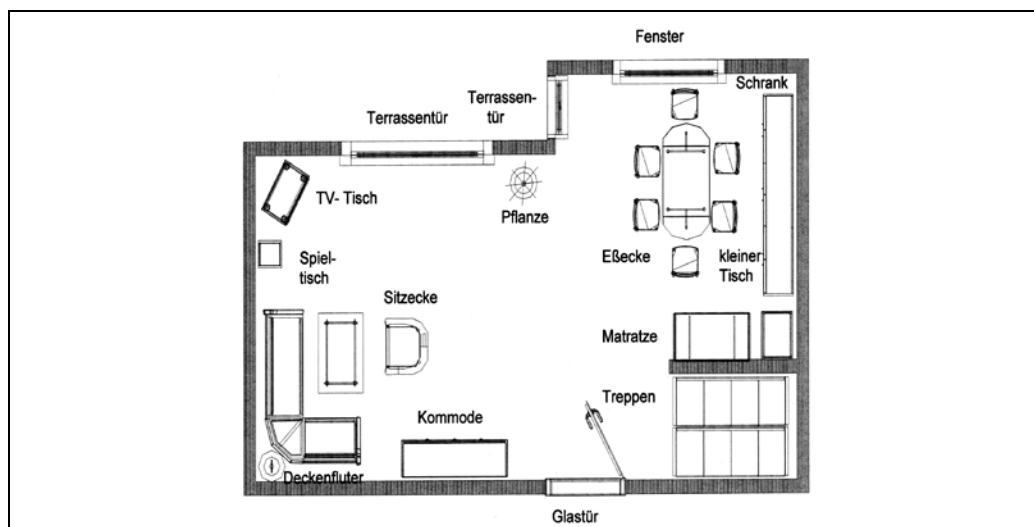 Fenster
Schrank
Terrassen-
tür
Terrassentür
TV- Tisch
Pflanze
Eßecke
kleiner
Tisch
Spiel-
tisch
Sitzecke
Matratze
Treppen
Kommode
Deckenfluter
Glastür